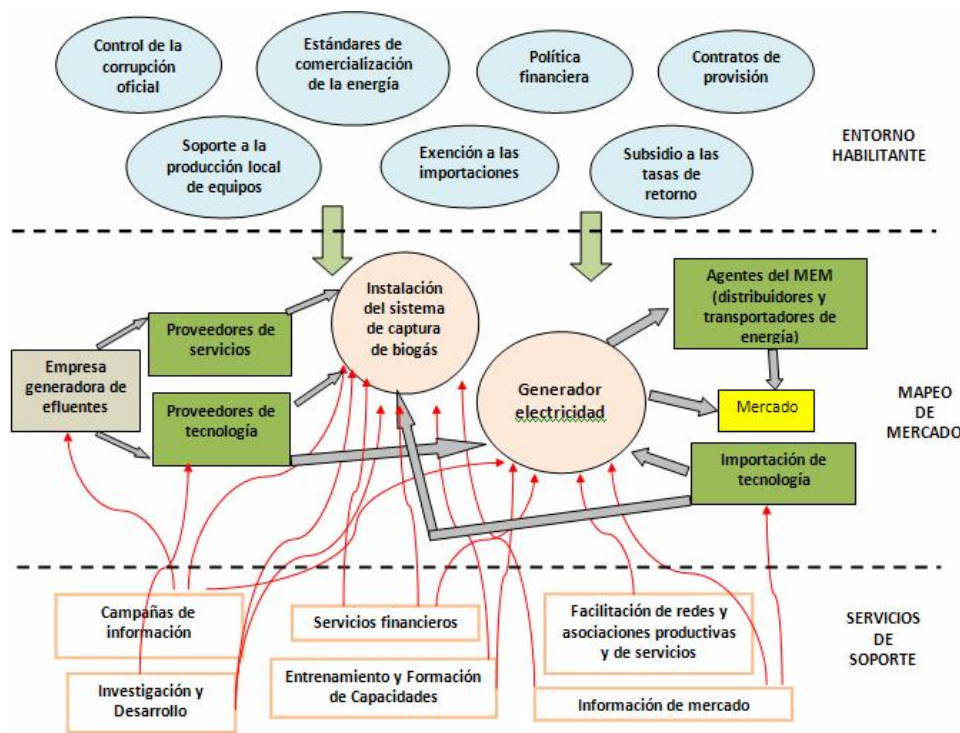 Control de la
corrupción
oficial
Estándares de
comercialización
de la energía
Política
financiera
Contratos de
provisión
Soporte a la
producción local
de equipos
Exención a las
importaciones
Subsidio a las
tasas de
retorno
ENTORNO
HABILITANTE
Empresa
generadora de
efluentes
Proveedores de
servicios
Proveedores de
tecnología
Instalación
del sistema
de captura
de biogás
Generador
electricidad
Agentes del MEM
(distribuidores y
transportadores de
energía)
Mercado
Importación de
tecnología
MAPEO
DE
MERCADO
Campañas de
información
Servicios financieros
Facilitación de redes y
asociaciones productivas
y de servicios
Investigación y
Desarrollo
Entrenamiento y Formación
de Capacidades
Información de mercado
SERVICIOS
DE
SOPORTE